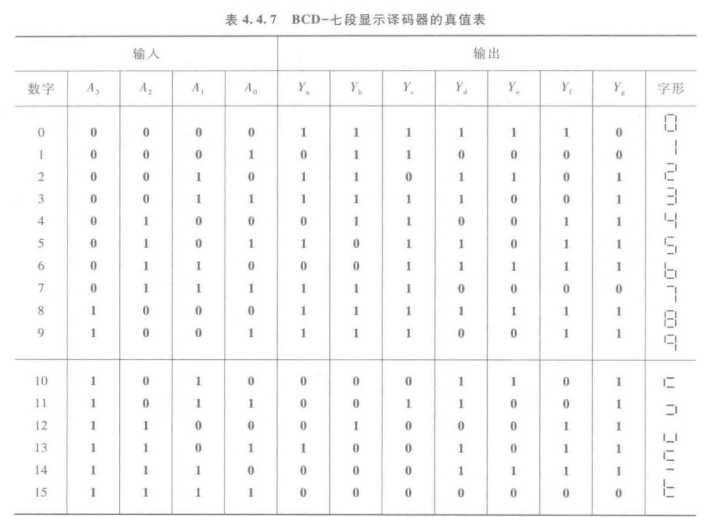 表 4.4.7 BCD-七段显示译码器的真值表
输入 输出
数字 A₃ A₂ A₁ A₀ Yₐ Y_b Y_c Y_d Yₑ Y_f Y_g 字形
0 0 0 0 0 1 1 1 1 1 1 0 0
1 0 0 0 1 0 1 1 0 0 0 0 1
2 0 0 1 0 1 1 0 1 1 0 1 2
3 0 0 1 1 1 1 1 1 0 0 1 3
4 0 1 0 0 0 1 1 0 0 1 1 4
5 0 1 0 1 1 0 1 1 0 1 1 5
6 0 1 1 0 0 0 1 1 1 1 1 6
7 0 1 1 1 1 1 1 0 0 0 0 7
8 1 0 0 0 1 1 1 1 1 1 1 8
9 1 0 0 1 1 1 1 0 0 1 1 9
10 1 0 1 0 0 0 0 1 1 0 1
11 1 0 1 1 0 0 1 1 0 0 1
12 1 1 0 0 0 1 0 0 0 1 1
13 1 1 0 1 1 0 0 1 0 1 1
14 1 1 1 0 0 0 0 1 1 1 1
15 1 1 1 1 0 0 0 0 0 0 0